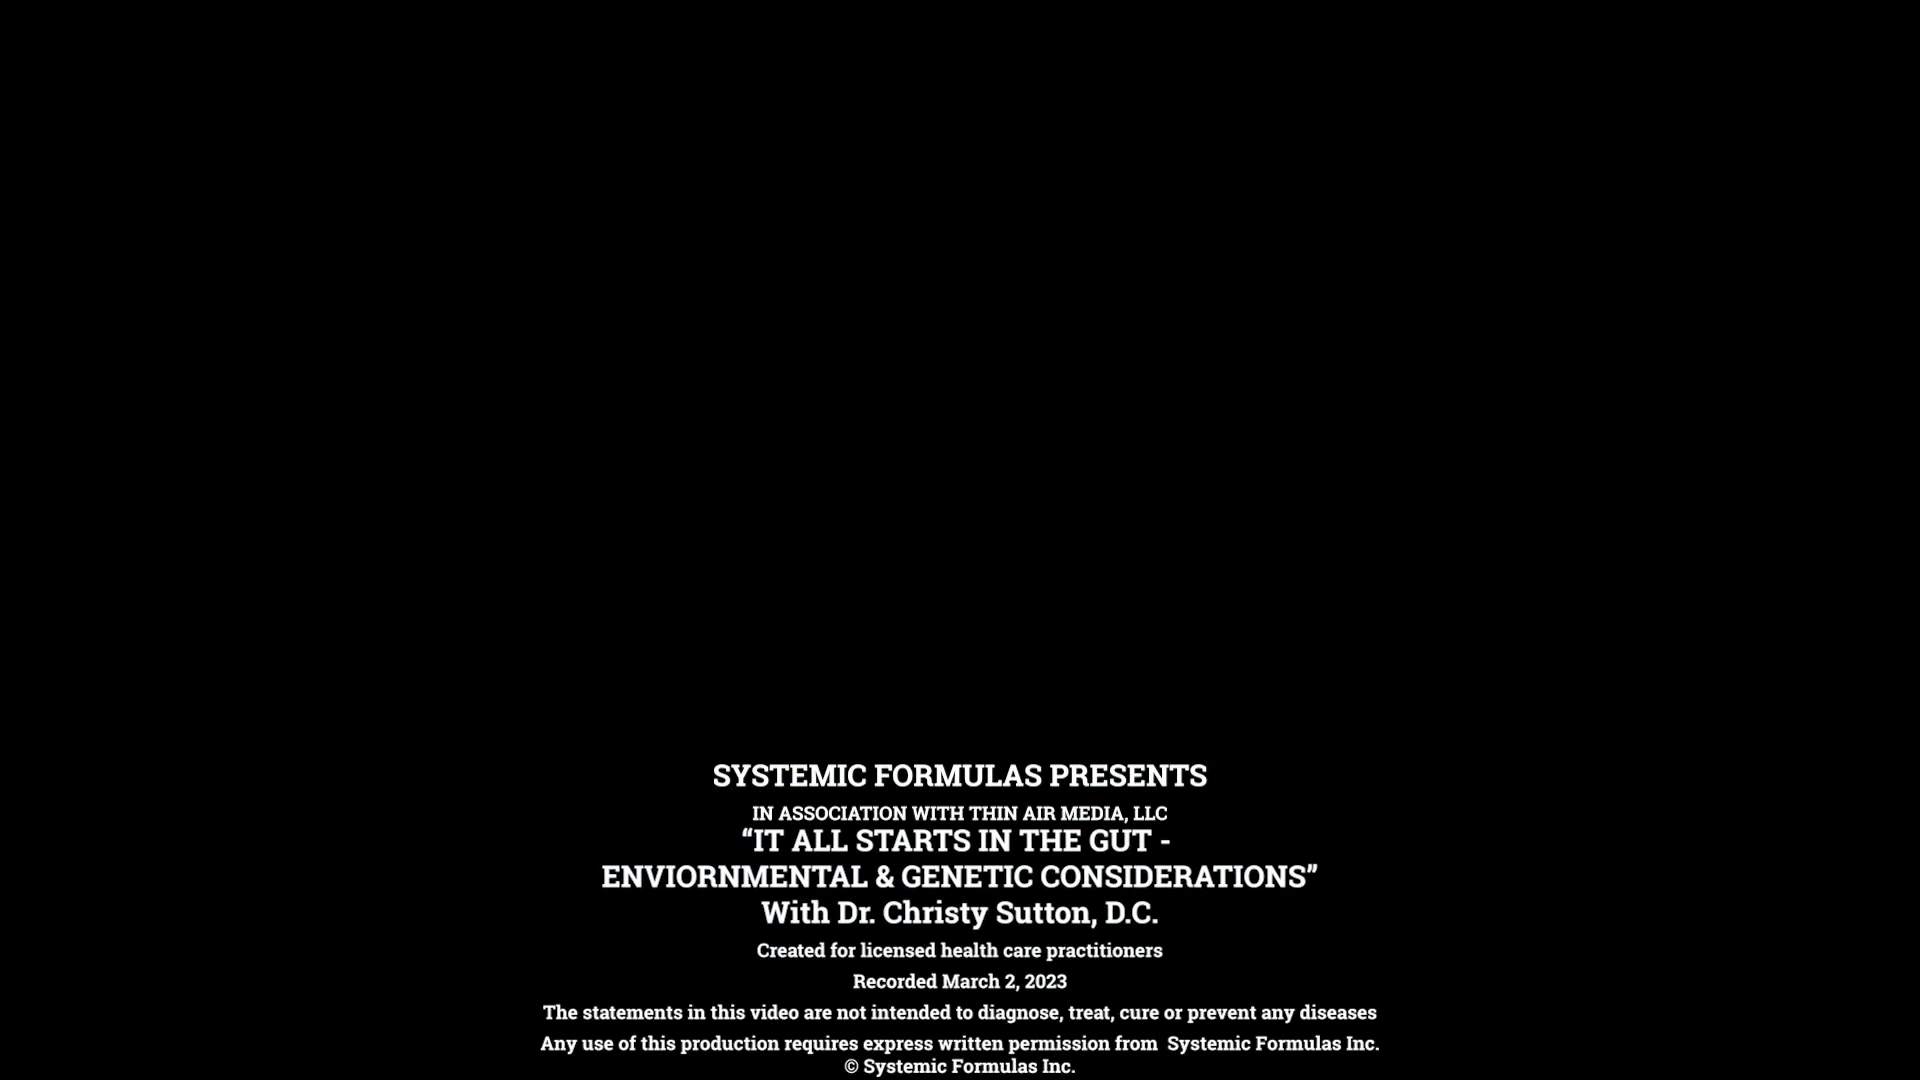 SYSTEMIC FORMULAS PRESENTS
IN ASSOCIATION WITH THIN AIR MEDIA, LLC
“IT ALL STARTS IN THE GUT -
ENVIORNMENTAL & GENETIC CONSIDERATIONS”
With Dr. Christy Sutton, D.C.
Created for licensed health care practitioners
Recorded March 2, 2023
The statements in this video are not intended to diagnose, treat, cure or prevent any diseases
Any use of this production requires express written permission from  Systemic Formulas Inc.
© Systemic Formulas Inc.